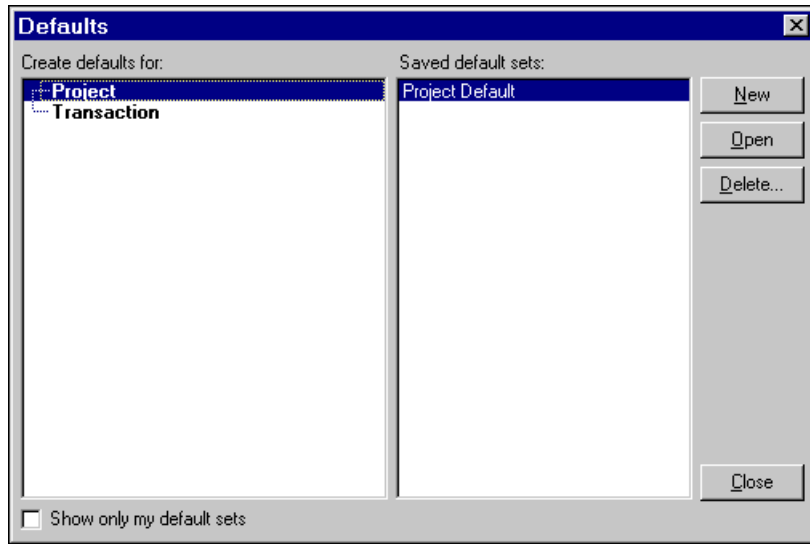 Defaults
Create defaults for:
Project
Transaction
Saved default sets:
Project Default
New
Open
Delete...
Close
Show only my default sets